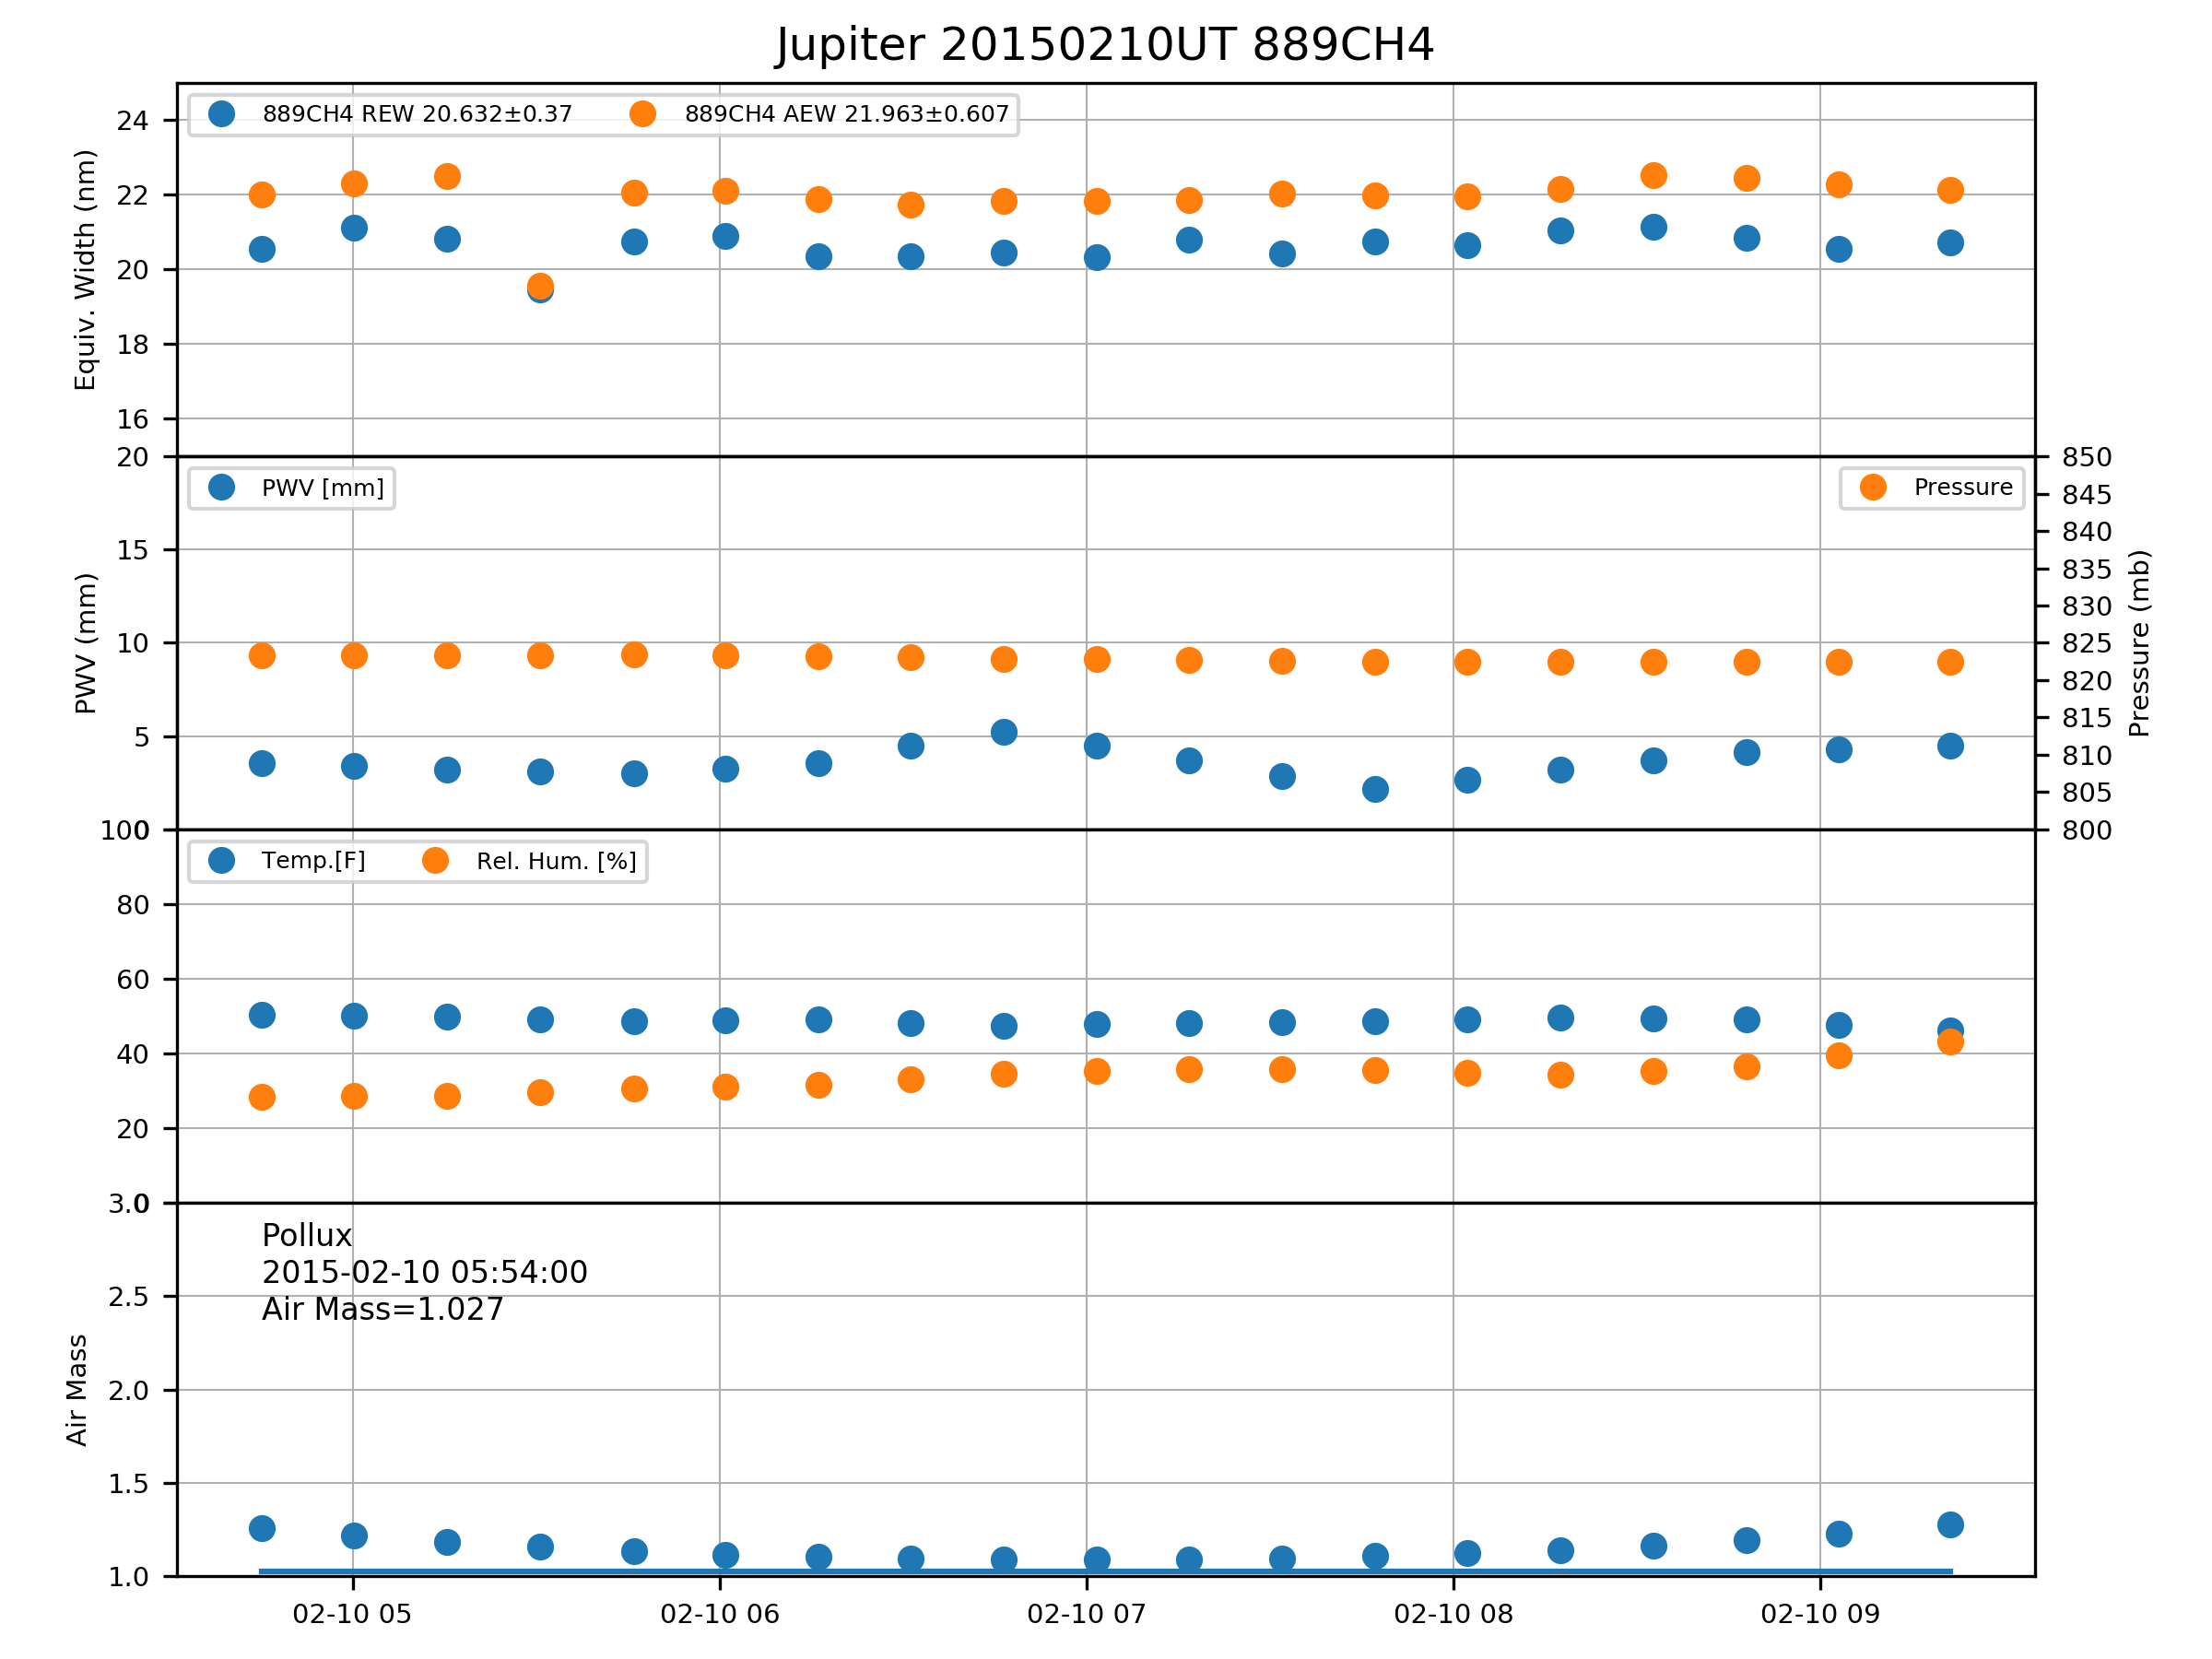 Jupiter 20150210UT 889CH4
889CH4 REW 20.632±0.37
889CH4 AEW 21.963±0.607
Equiv. Width (nm)
24
22
20
18
16
PWV [mm]
Pressure
PWV (mm)
20
15
10
5
0
850
845
840
835
830
825
820
815
810
805
800
Pressure (mb)
Temp.[F]
Rel. Hum. [%]
100
80
60
40
20
0
Pollux
2015-02-10 05:54:00
Air Mass=1.027
Air Mass
3.0
2.5
2.0
1.5
1.0
02-10 05
02-10 06
02-10 07
02-10 08
02-10 09